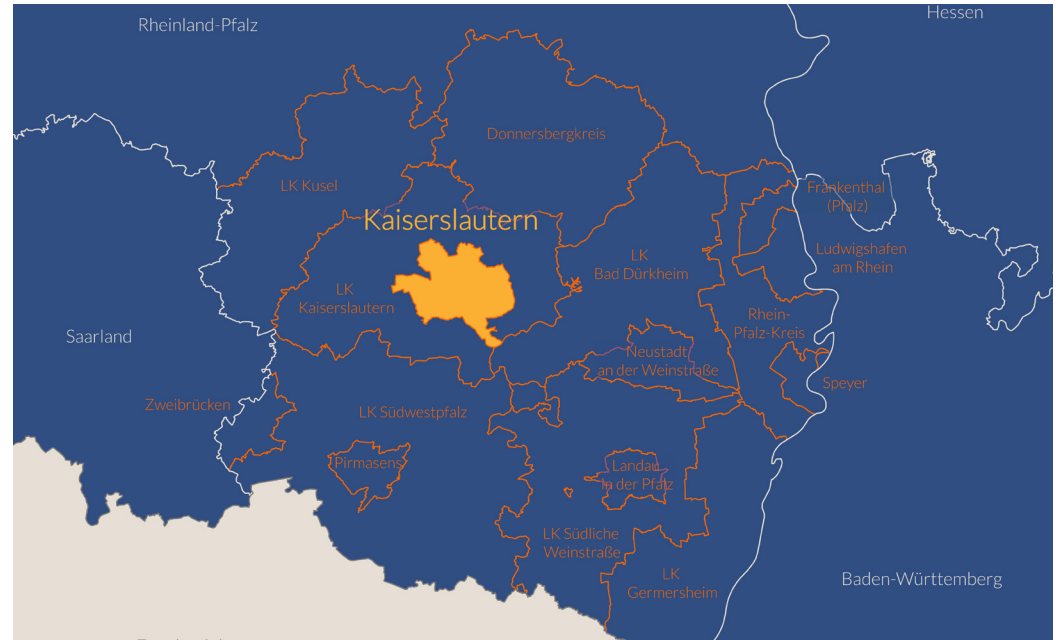 Rheinland-Pfalz
Hessen
Donnersbergkreis
LK Kusel
Frankenthal
(Pfalz)
Kaiserslautern
Ludwigshafen
am Rhein
LK
Bad Dürkheim
LK
Kaiserslautern
Rhein-
Pfalz-Kreis
Saarland
Neustadt
an der Weinstraße
Speyer
Zweibrücken
LK Südwestpfalz
Pirmasens
Landau
in der Pfalz
LK Südliche
Weinstraße
LK
Germersheim
Baden-Württemberg